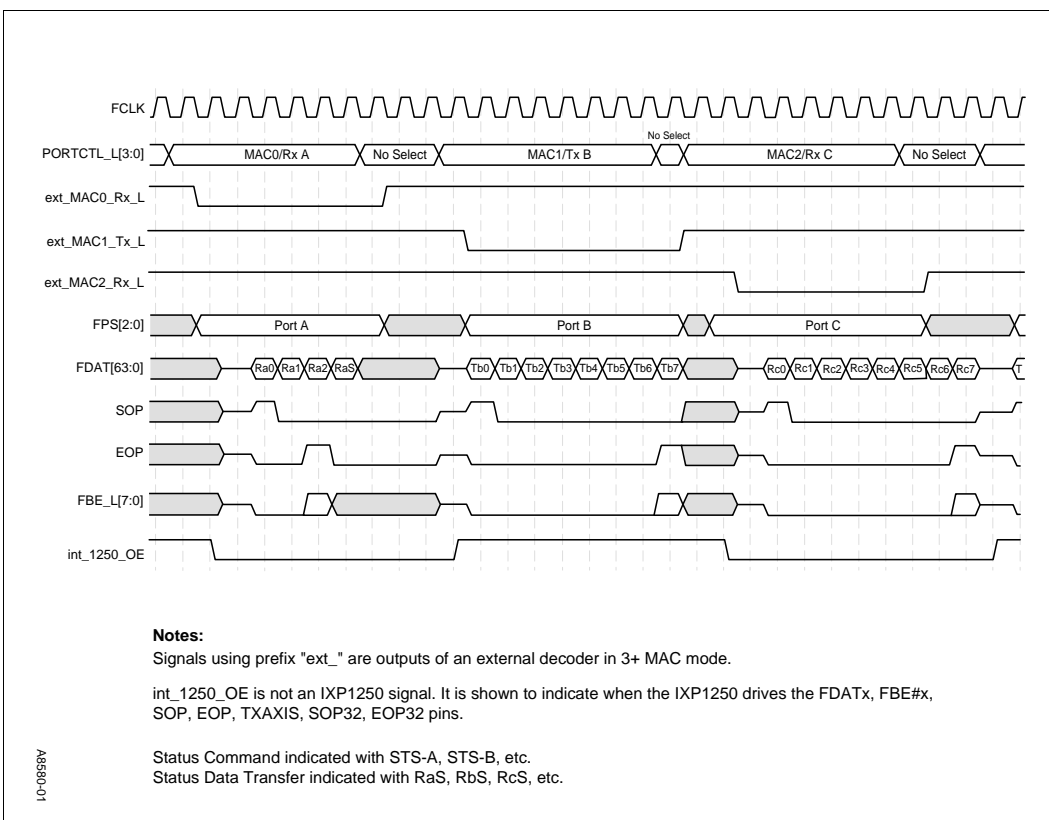 FCLK
No Select
PORTCTL_L[3:0] MAC0/Rx A No Select MAC1/Tx B MAC2/Rx C No Select
ext_MAC0_Rx_L
ext_MAC1_Tx_L
ext_MAC2_Rx_L
FPS[2:0] Port A Port B Port C
FDAT[63:0] Ra0 Ra1 Ra2 RaS Tb0 Tb1 Tb2 Tb3 Tb4 Tb5 Tb6 Tb7 Rc0 Rc1 Rc2 Rc3 Rc4 Rc5 Rc6 Rc7 T
SOP
EOP
FBE_L[7:0]
int_1250_OE
Notes:
Signals using prefix "ext_" are outputs of an external decoder in 3+ MAC mode.
int_1250_OE is not an IXP1250 signal. It is shown to indicate when the IXP1250 drives the FDATx, FBE#x,
SOP, EOP, TXAXIS, SOP32, EOP32 pins.
Status Command indicated with STS-A, STS-B, etc.
Status Data Transfer indicated with RaS, RbS, RcS, etc.
A8580-01